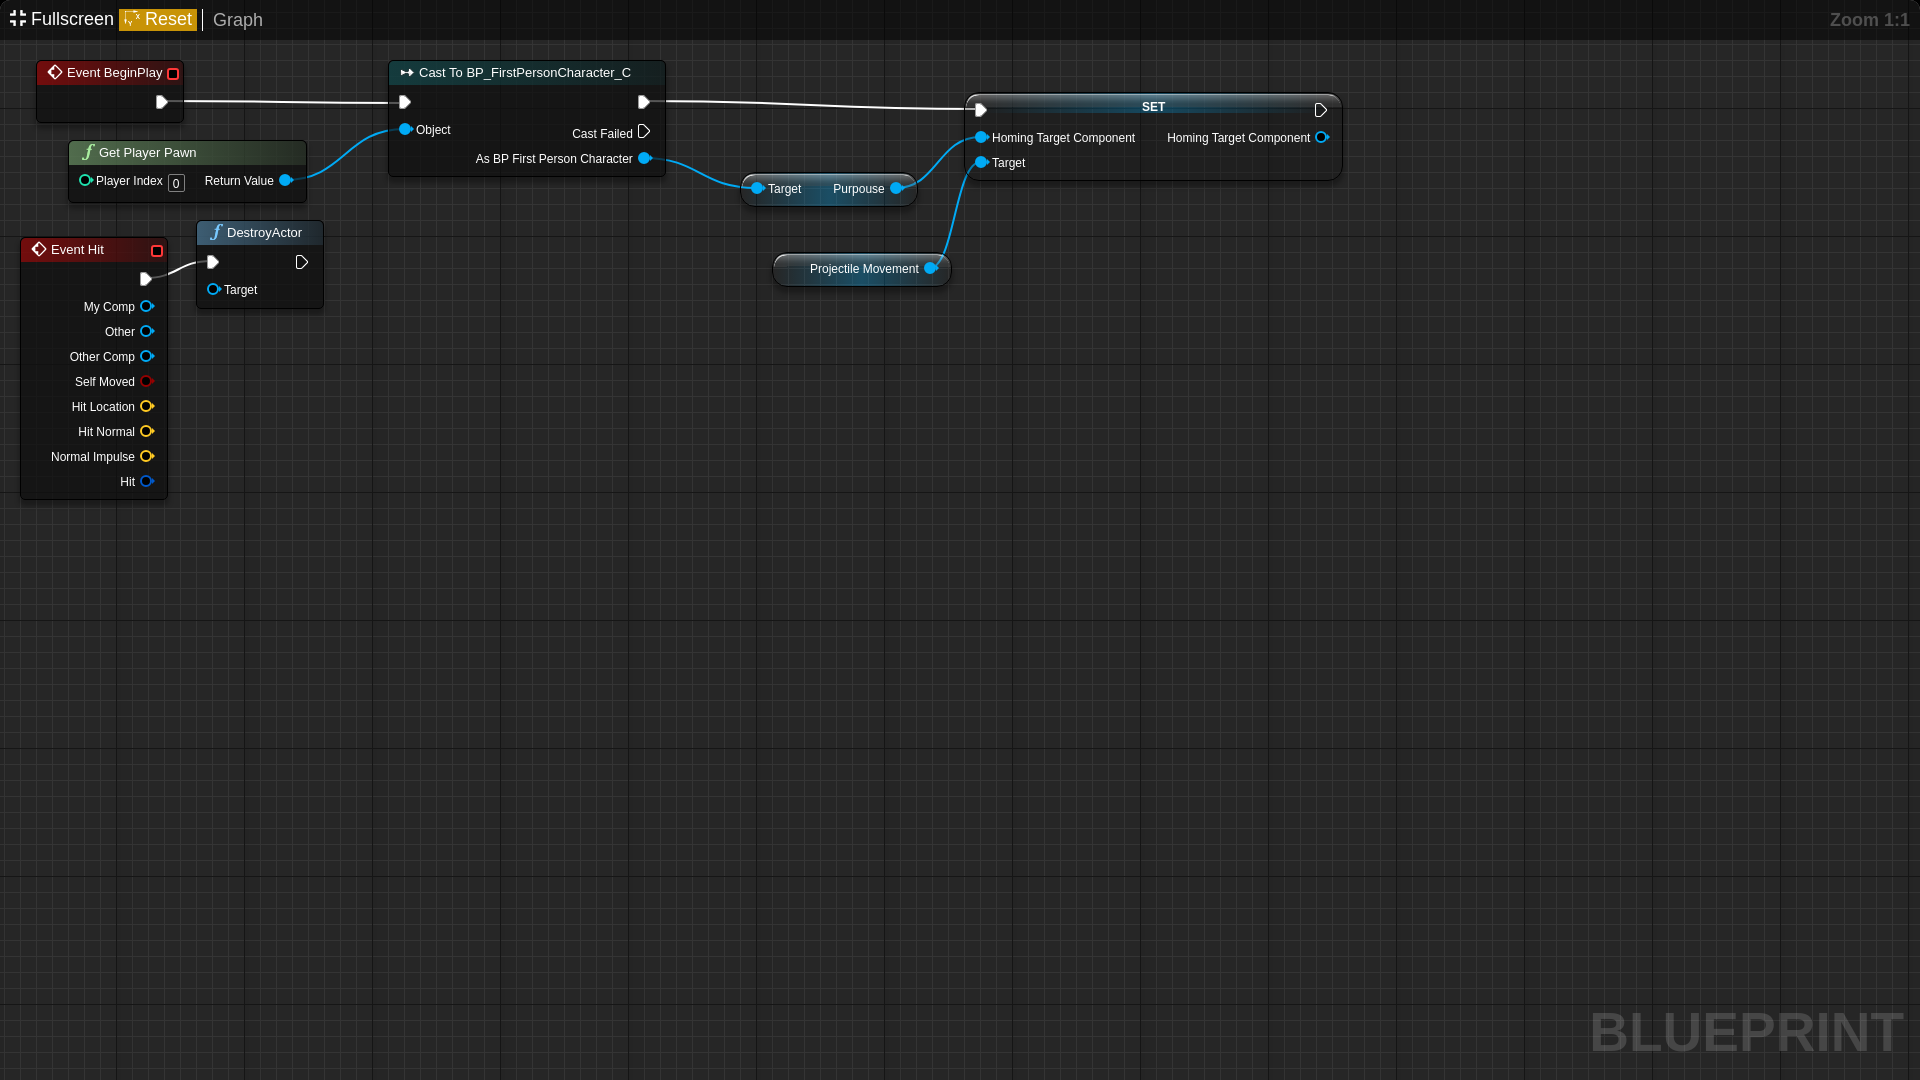 Fullscreen Reset Graph
Zoom 1:1
Event BeginPlay
Get Player Pawn
Player Index 0 Return Value
Cast To BP_FirstPersonCharacter_C
Object
Cast Failed
As BP First Person Character
Target Purpouse
SET
Homing Target Component Homing Target Component
Target
Projectile Movement
Event Hit
My Comp
Other
Other Comp
Self Moved
Hit Location
Hit Normal
Normal Impulse
Hit
DestroyActor
Target
BLUEPRINT